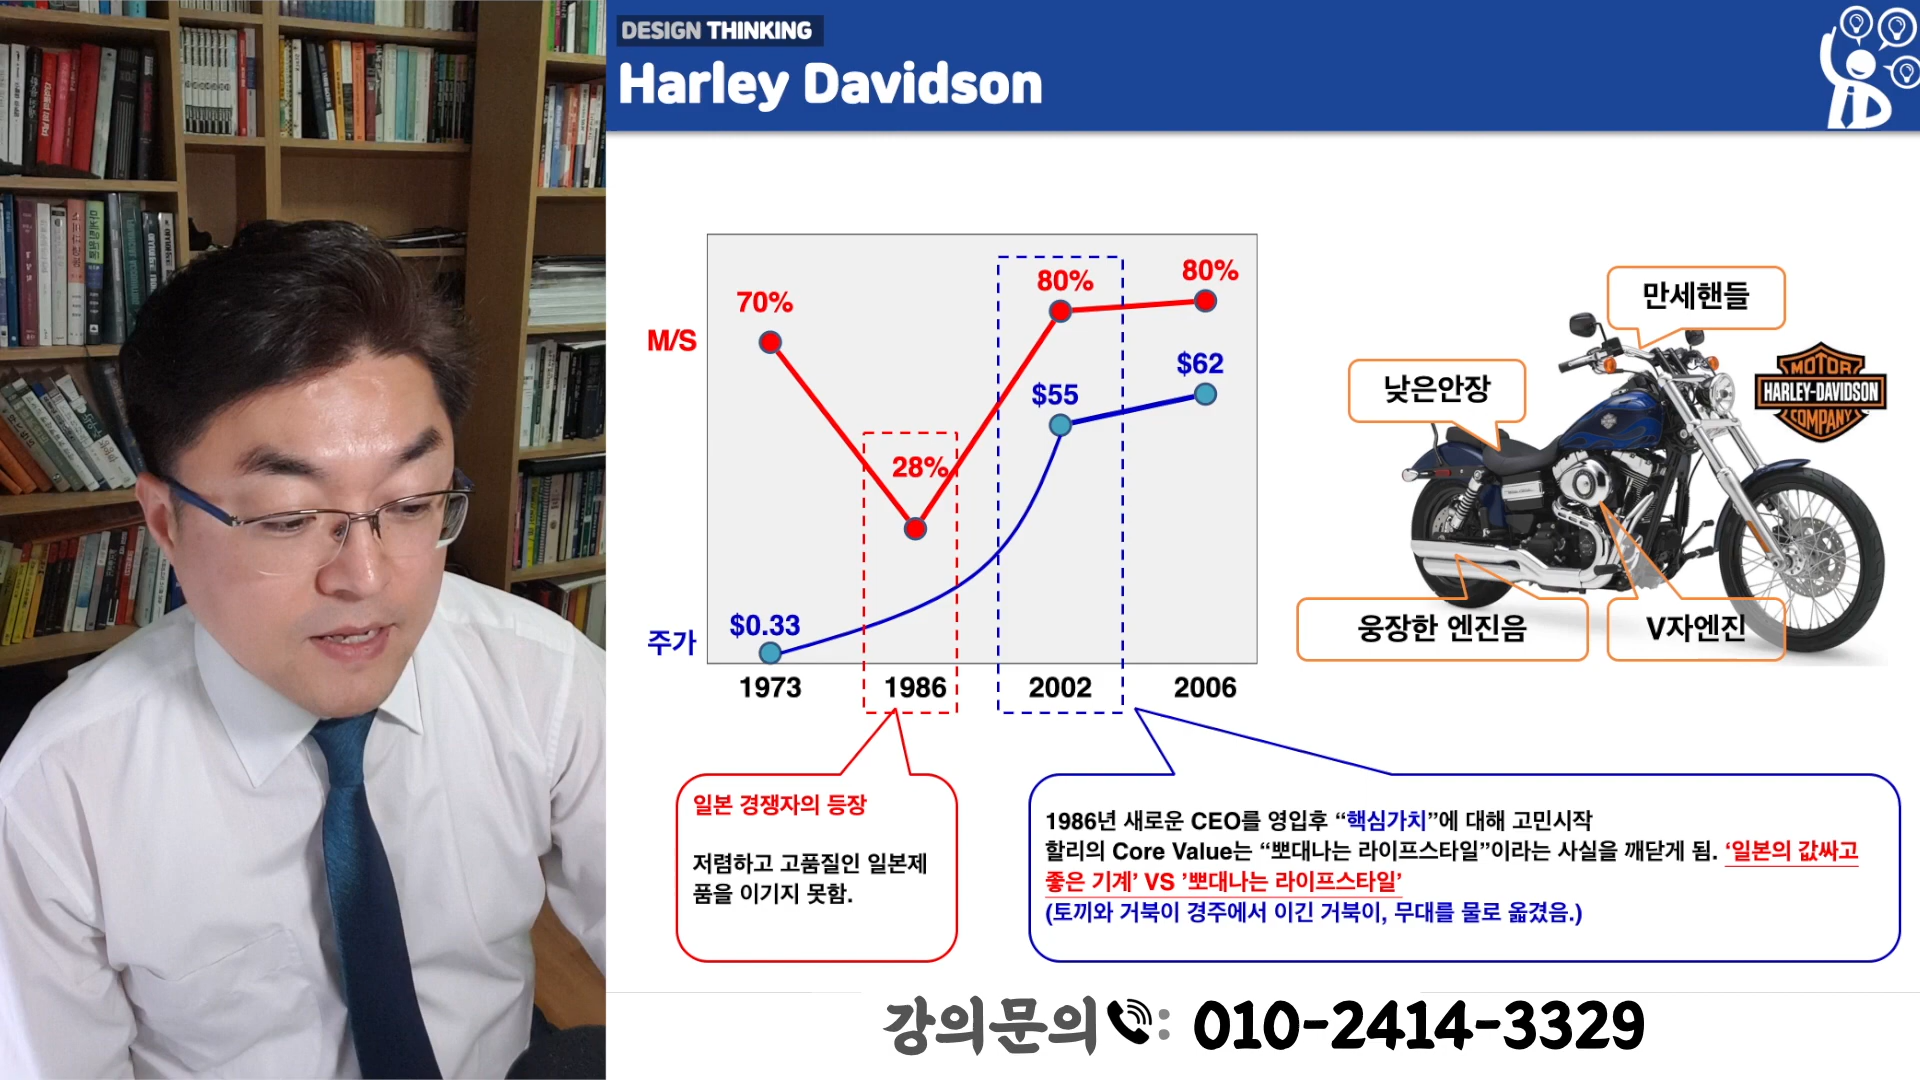 DESIGN THINKING
Harley Davidson
M/S
주가
70%
28%
80%
80%
$0.33
$55
$62
1973
1986
2002
2006
만세핸들
낮은안장
웅장한 엔진음
V자엔진
MOTOR
HARLEY-DAVIDSON
COMPANY
일본 경쟁자의 등장
저렴하고 고품질인 일본제
품을 이기지 못함.
1986년 새로운 CEO를 영입후 “핵심가치”에 대해 고민시작
할리의 Core Value는 “뽀대나는 라이프스타일”이라는 사실을 깨닫게 됨. ‘일본의 값싸고
좋은 기계’ VS ’뽀대나는 라이프스타일’
(토끼와 거북이 경주에서 이긴 거북이, 무대를 물로 옮겼음.)
강의문의 : 010-2414-3329